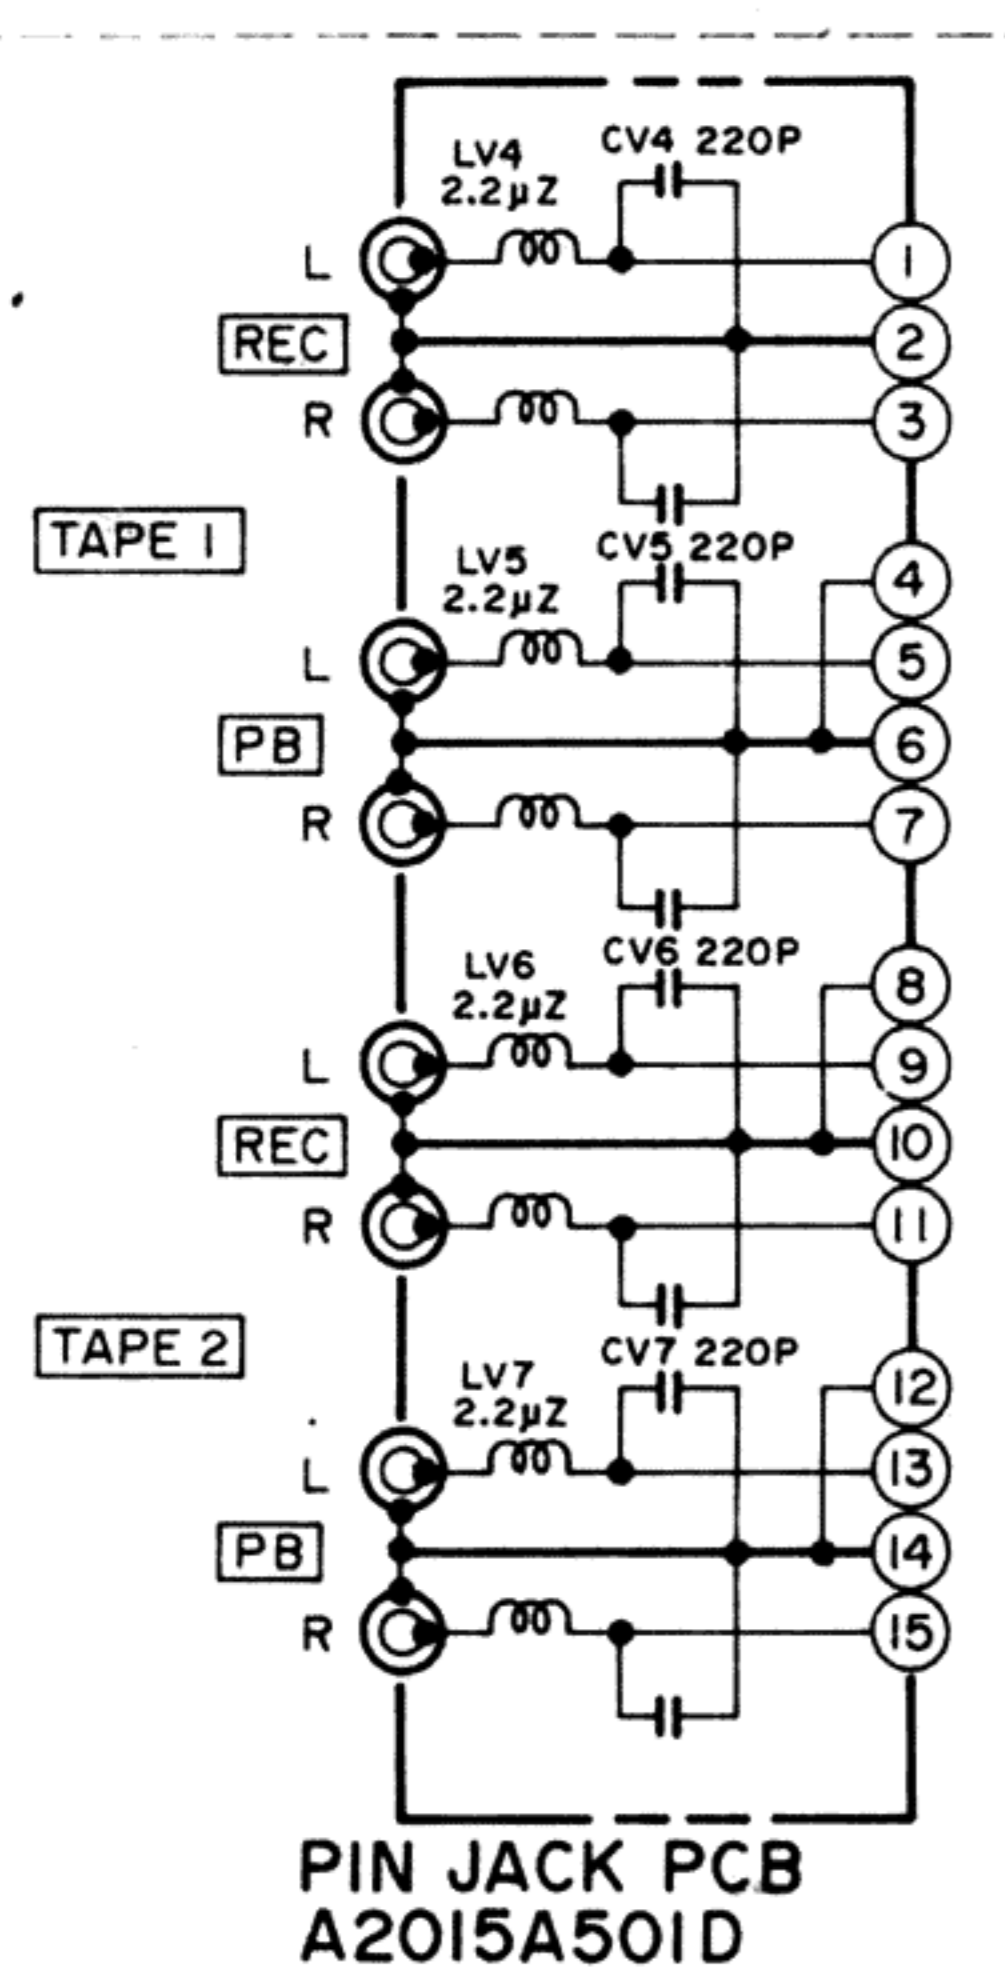 CV4 220P
LV4
2.2µZ
L
1
REC
2
R
3
TAPE 1
CV5 220P
LV5
2.2µZ
4
L
5
PB
6
R
7
CV6 220P
LV6
2.2µZ
8
L
9
REC
10
R
11
TAPE 2
CV7 220P
LV7
2.2µZ
12
L
13
PB
14
R
15
PIN JACK PCB
A2015A501D